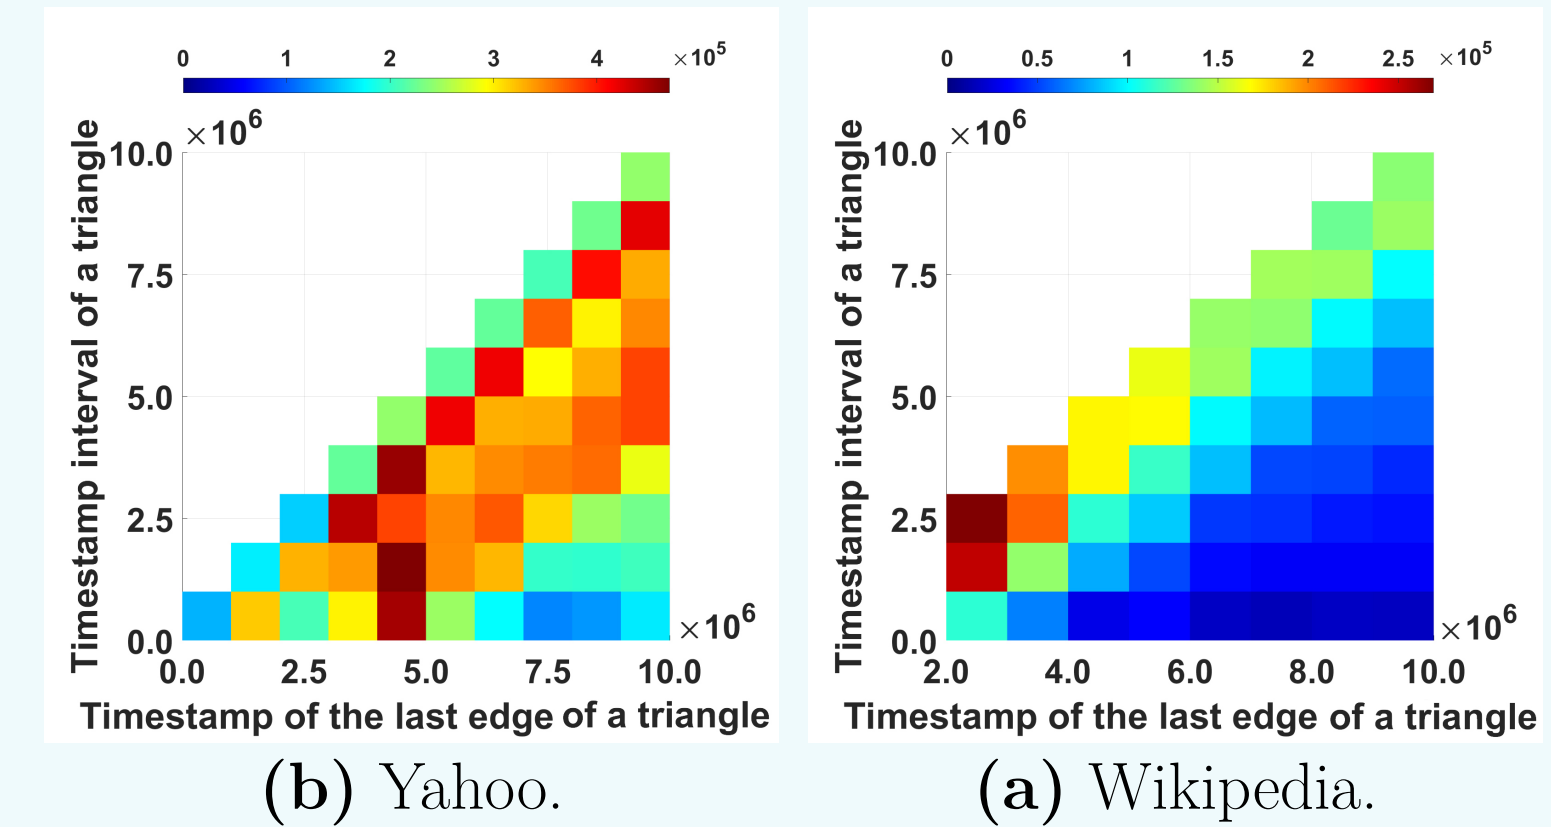 0 1 2 3 4 ×10^5
×10^6
Timestamp interval of a triangle
10.0
7.5
5.0
2.5
0.0
×10^6
0.0 2.5 5.0 7.5 10.0
Timestamp of the last edge of a triangle
(b) Yahoo.
0 0.5 1 1.5 2 2.5 ×10^5
×10^6
Timestamp interval of a triangle
10.0
7.5
5.0
2.5
0.0
×10^6
2.0 4.0 6.0 8.0 10.0
Timestamp of the last edge of a triangle
(a) Wikipedia.